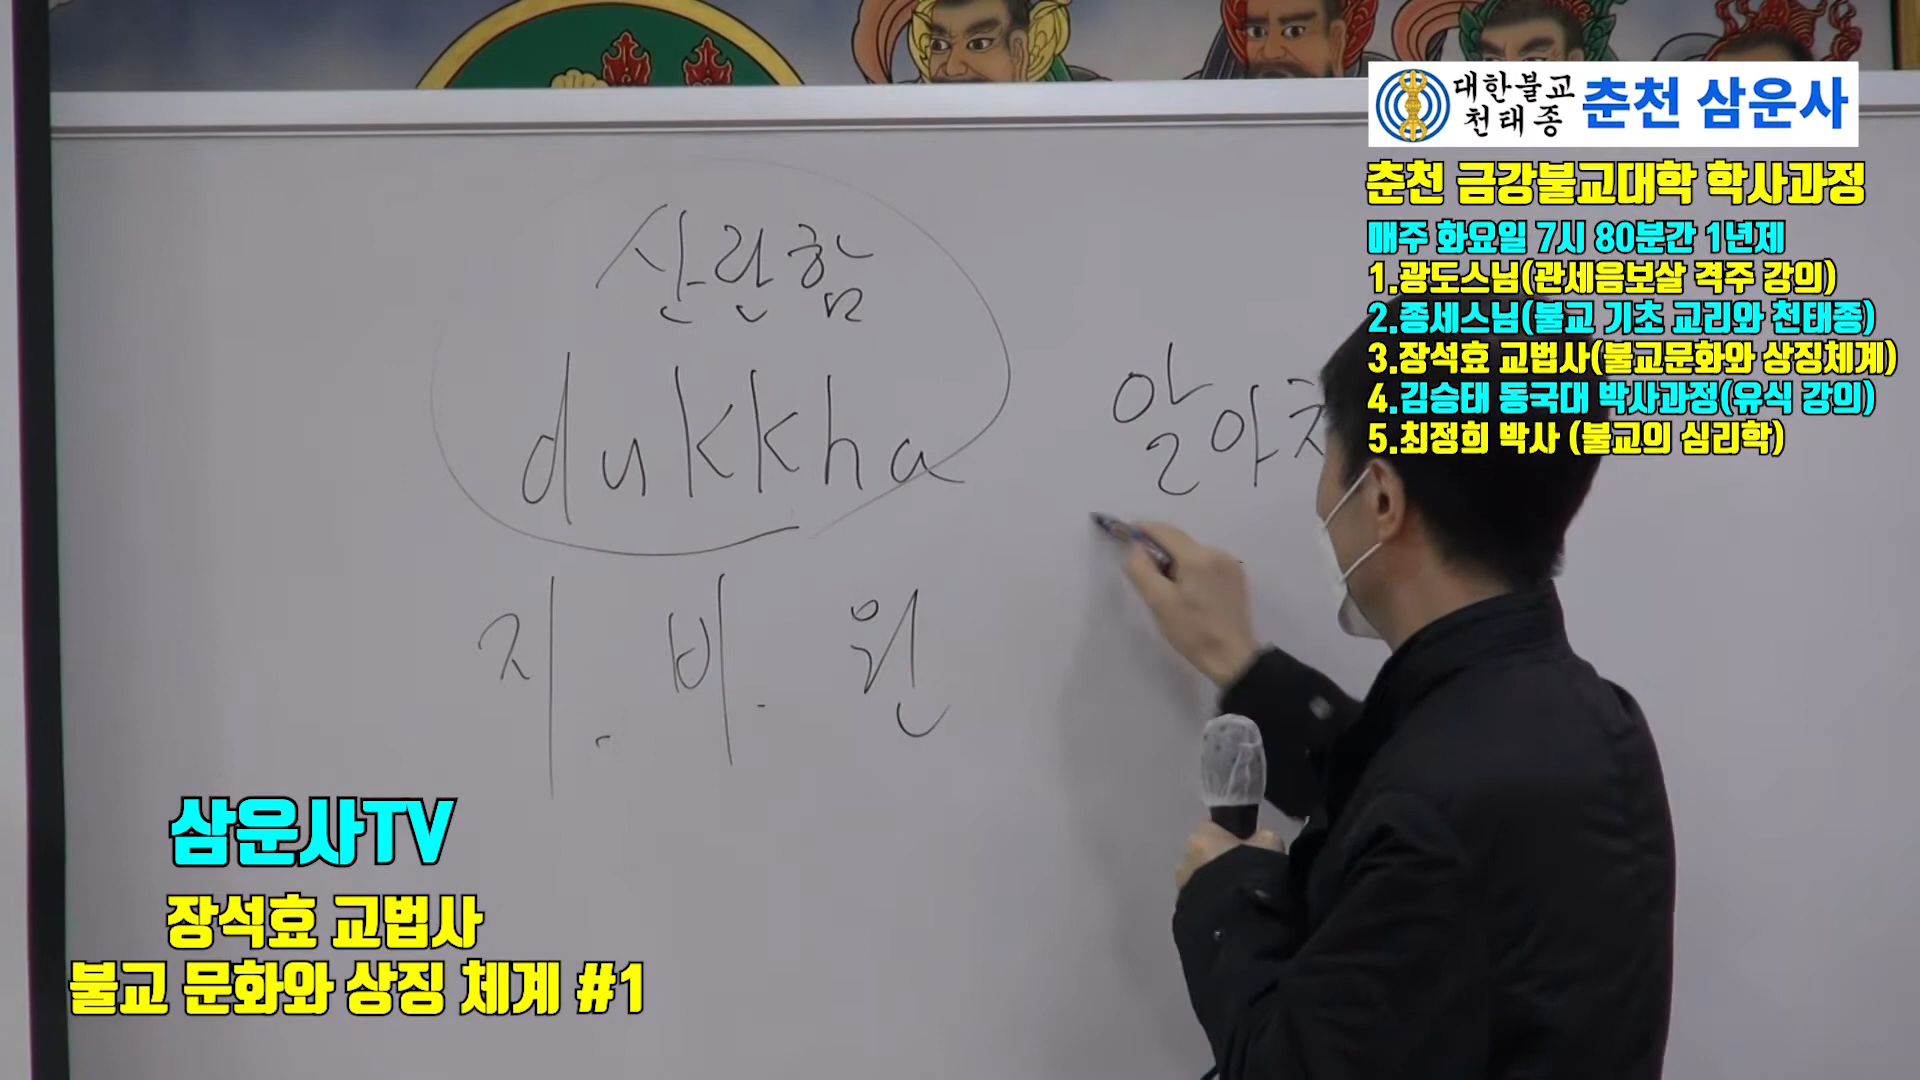 대한불교
천태종
춘천 삼운사
춘천 금강불교대학 학사과정
매주 화요일 7시 80분간 1년제
1.광도스님(관세음보살 격주 강의)
2.종세스님(불교 기초 교리와 천태종)
3.장석효 교법사(불교문화와 상징체계)
4.김승태 동국대 박사과정(유식 강의)
5.최정희 박사 (불교의 심리학)
산란함
dukkha
알아차
지. 비. 원
삼운사TV
장석효 교법사
불교 문화와 상징 체계 #1